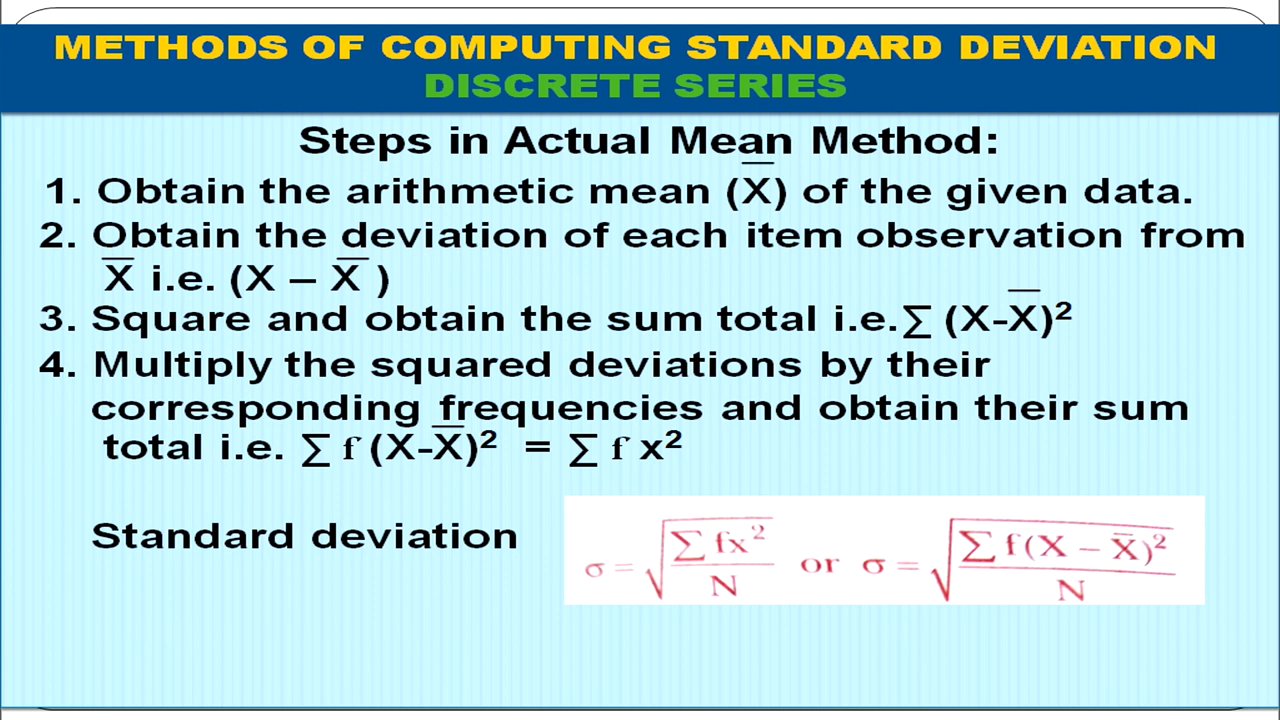 METHODS OF COMPUTING STANDARD DEVIATION
DISCRETE SERIES
Steps in Actual Mean Method:
1. Obtain the arithmetic mean (X̅) of the given data.
2. Obtain the deviation of each item observation from
X̅ i.e. (X – X̅ )
3. Square and obtain the sum total i.e.∑ (X-X̅)²
4. Multiply the squared deviations by their
corresponding frequencies and obtain their sum
total i.e. ∑ f (X-X̅)² = ∑ f x²
Standard deviation σ = √(∑ fx² / N) or σ = √(∑ f(X – X̅)² / N)